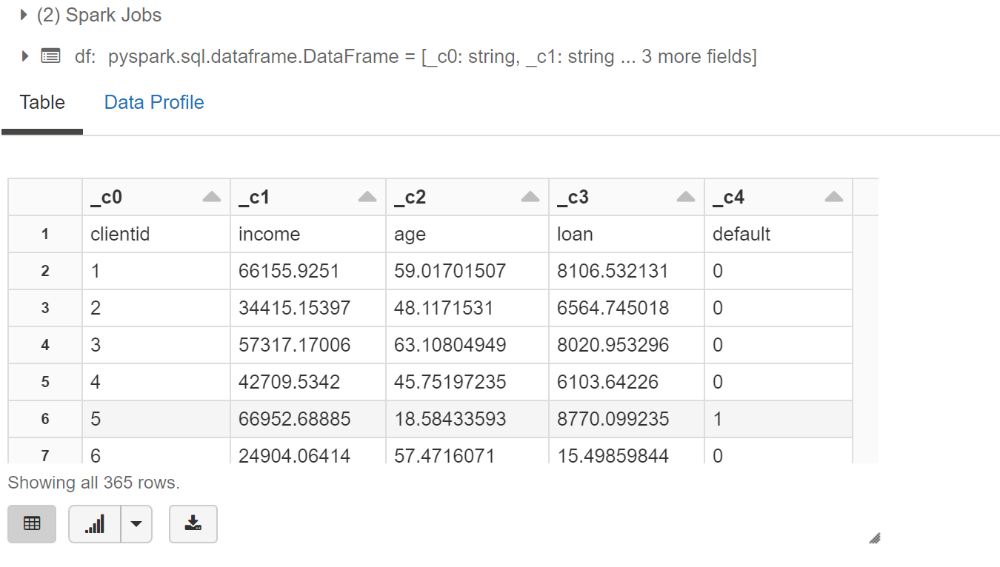 (2) Spark Jobs
df: pyspark.sql.dataframe.DataFrame = [_c0: string, _c1: string ... 3 more fields]
Table Data Profile
_c0 _c1 _c2 _c3 _c4
1 clientid income age loan default
2 1 66155.9251 59.01701507 8106.532131 0
3 2 34415.15397 48.1171531 6564.745018 0
4 3 57317.17006 63.10804949 8020.953296 0
5 4 42709.5342 45.75197235 6103.64226 0
6 5 66952.68885 18.58433593 8770.099235 1
7 6 24904.06414 57.4716071 15.49859844 0
Showing all 365 rows.